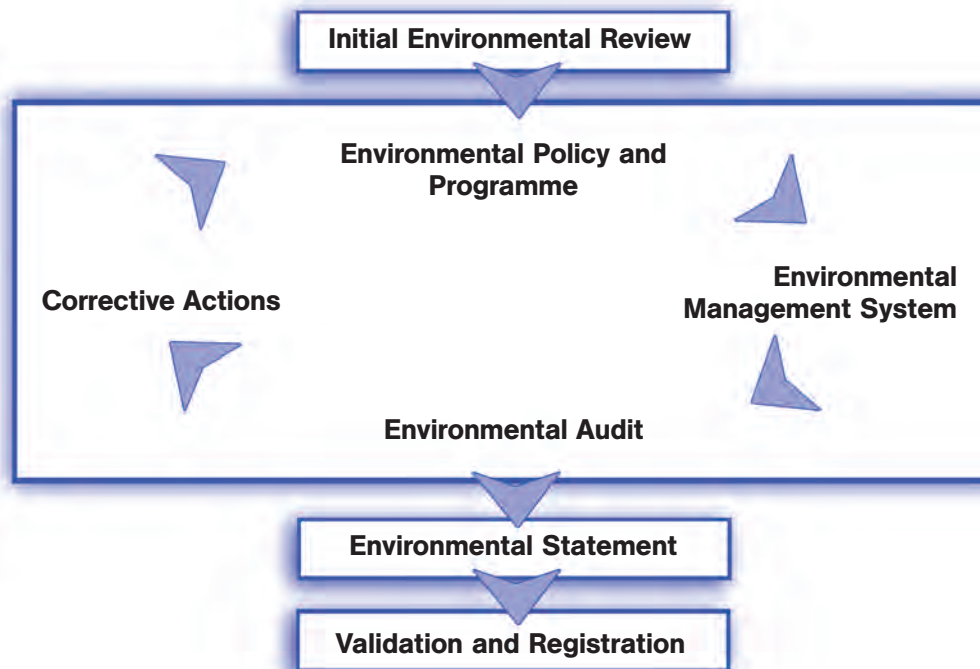 Initial Environmental Review
Environmental Policy and
Programme
Corrective Actions
Environmental
Management System
Environmental Audit
Environmental Statement
Validation and Registration